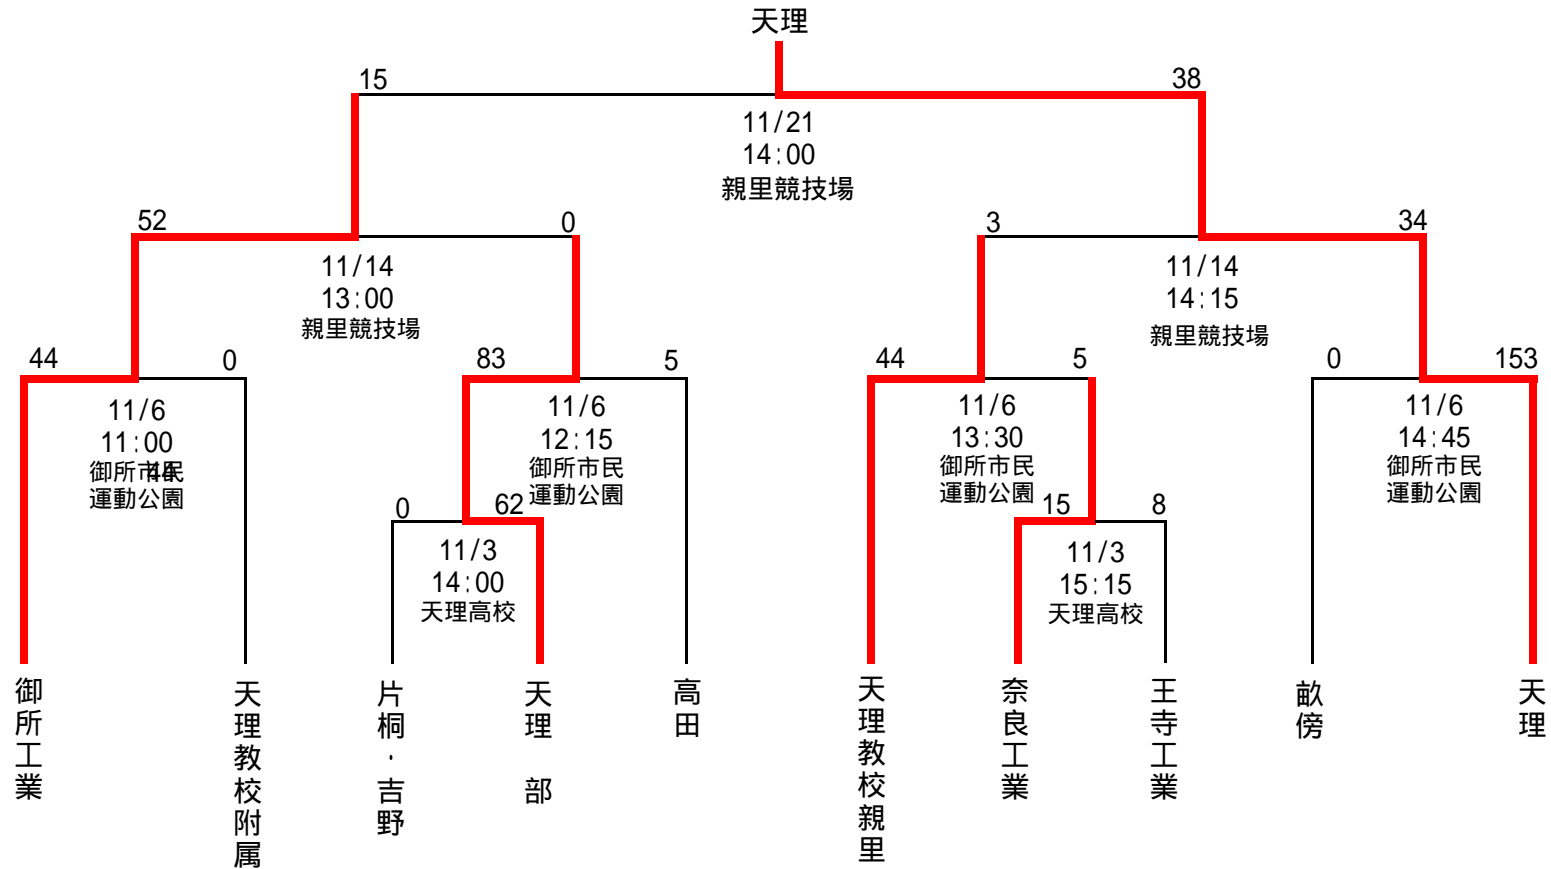 天理
15
38
11/21
14:00
親里競技場
52
0
3
34
11/14
13:00
親里競技場
11/14
14:15
親里競技場
44
0
83
5
44
5
0
153
11/6
11:00
御所市民
44
運動公園
11/6
12:15
御所市民
運動公園
11/6
13:30
御所市民
運動公園
11/6
14:45
御所市民
運動公園
0
62
15
8
11/3
14:00
天理高校
11/3
15:15
天理高校
御所工業
天理教校附属
片桐・吉野
天理 部
高田
天理教校親里
奈良工業
王寺工業
畝傍
天理